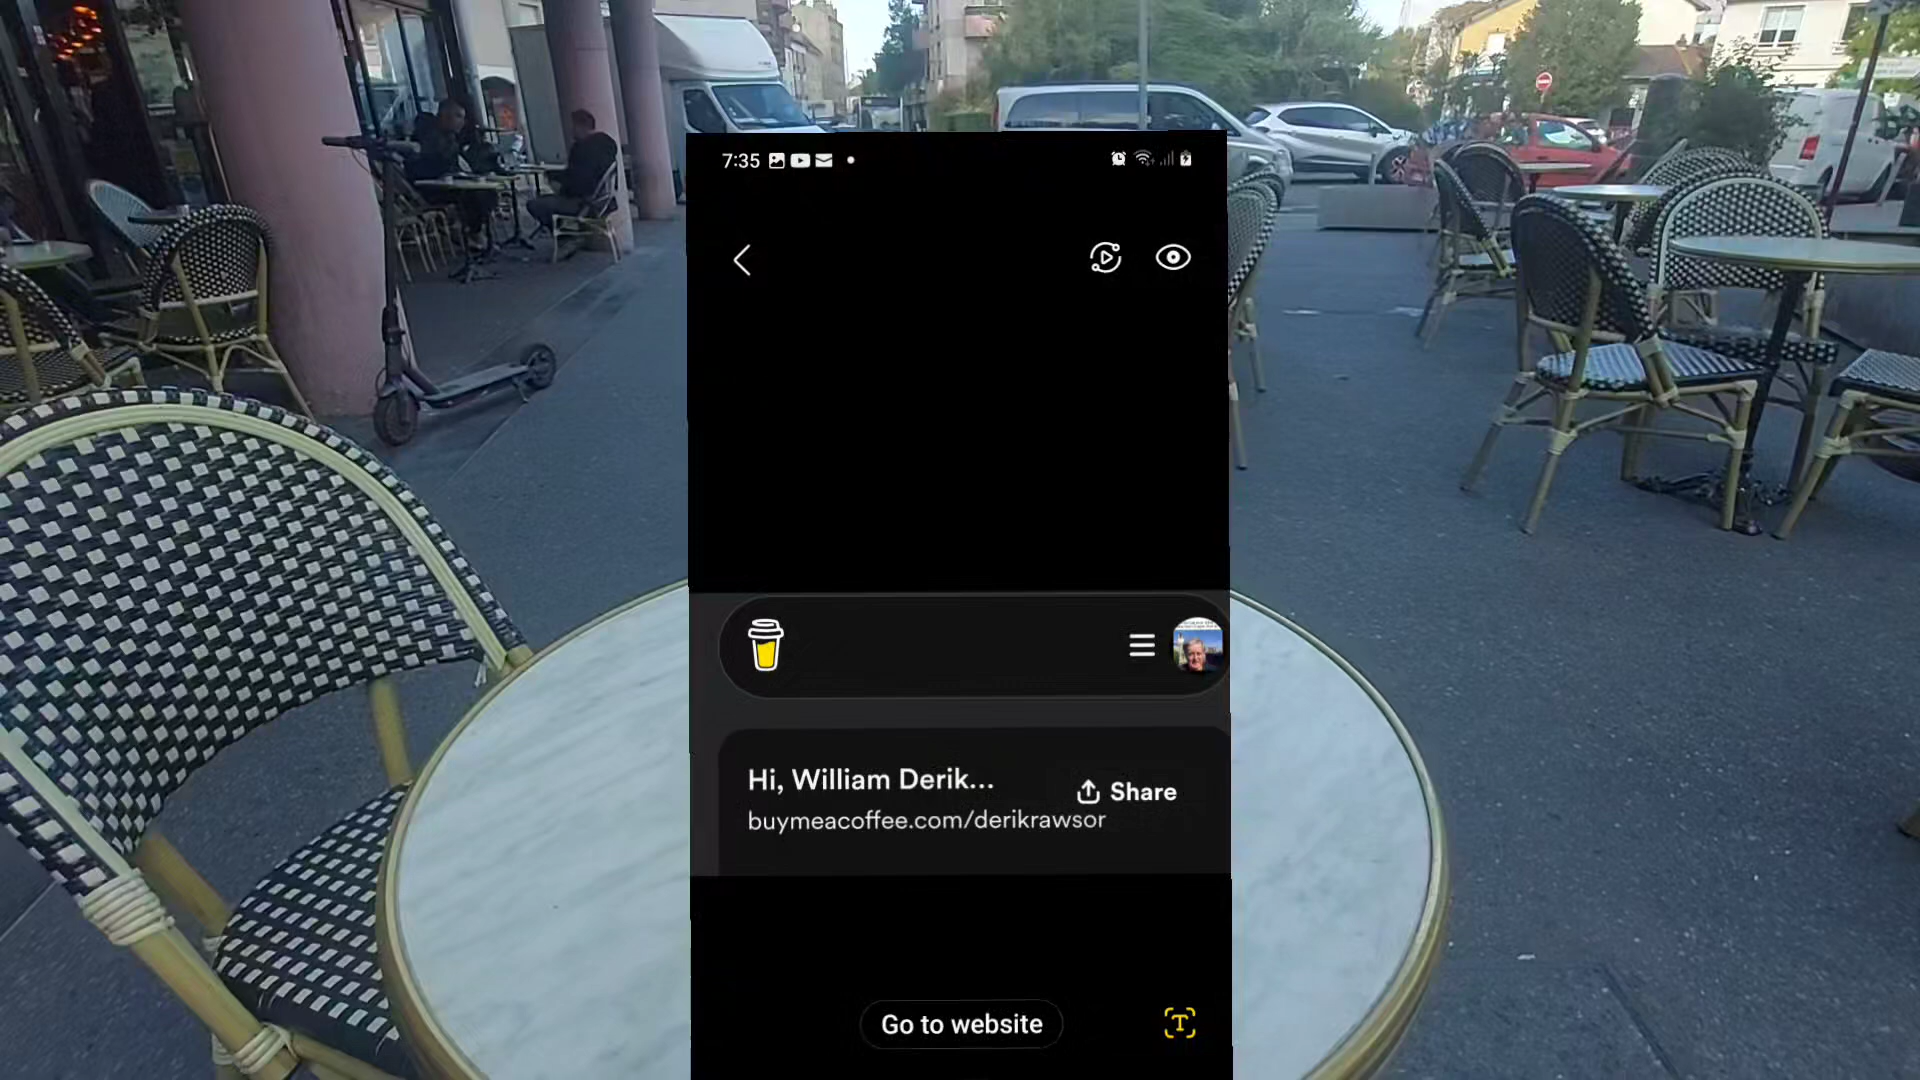 7:35
Hi, William Derik...
Share
buymeacoffee.com/derikrawsor
Go to website